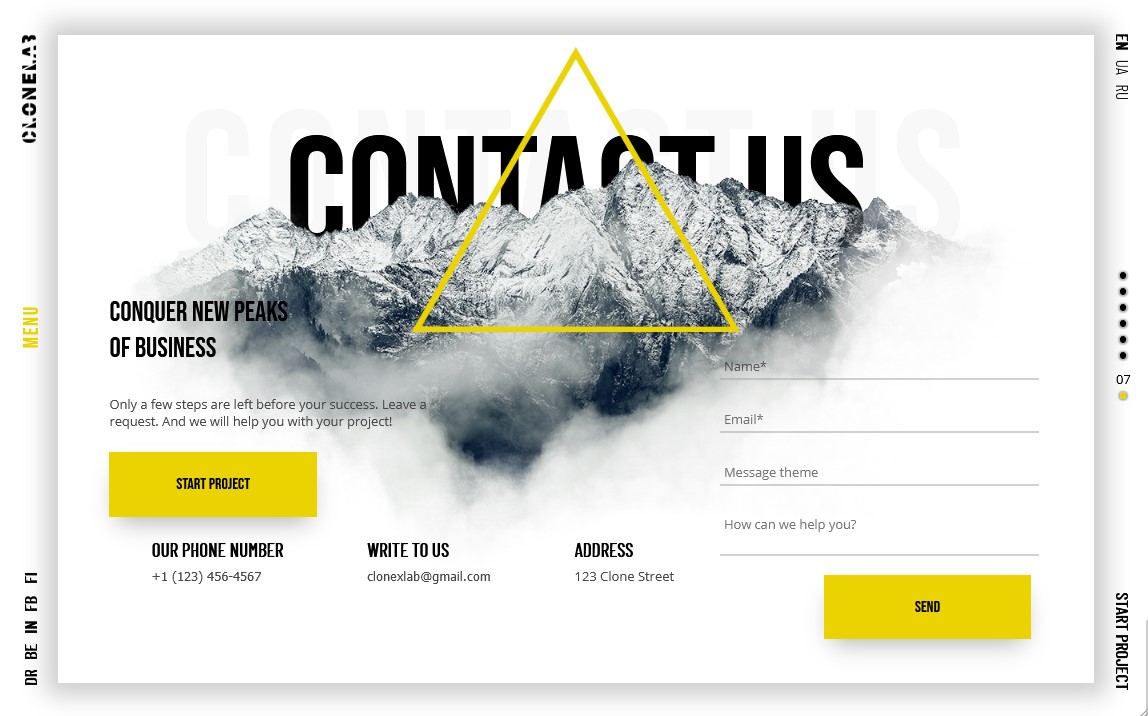 CLONELAB
MENU
DR BE IN FB FI
EN UA RU
CONTACT US
CONTACT US
CONQUER NEW PEAKS
OF BUSINESS
Only a few steps are left before your success. Leave a
request. And we will help you with your project!
START PROJECT
OUR PHONE NUMBER
+1 (123) 456-4567
WRITE TO US
clonexlab@gmail.com
ADDRESS
123 Clone Street
Name*
Email*
Message theme
How can we help you?
SEND
07
START PROJECT